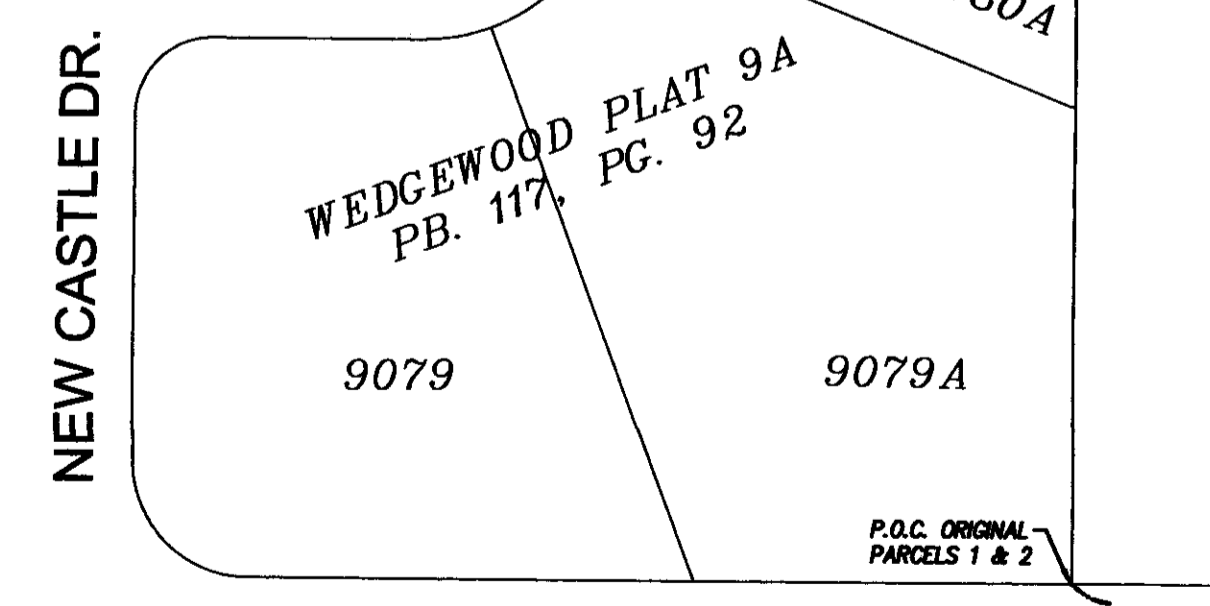 NEW CASTLE DR.
WEDGEWOOD PLAT 9A
PB. 117, PG. 92
9079
9079A
P.O.C. ORIGINAL
PARCELS 1 & 2